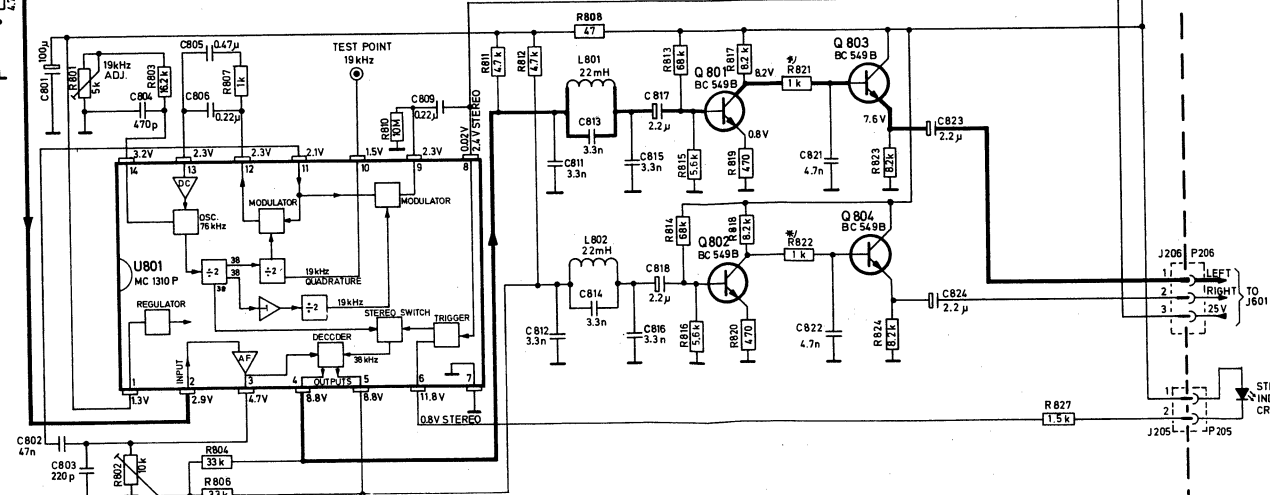 R808
47
C801 100µ
R801
5k
19kHz
ADJ.
R803
16.2k
C804
470p
C805 0.47µ
R807
1k
C806
0.22µ
TEST POINT
19kHz
R810
10M
C809
0.22µ
0.02V
2.4V STEREO
R811
4.7k
R812
4.7k
L801
22mH
C813
3.3n
C811
3.3n
C815
3.3n
C817
2.2µ
R813
68k
R817
8.2k
8.2V
Q801
BC 549B
0.8V
R815
5.6k
R819
470
*/
R821
1k
C821
4.7n
Q803
BC 549B
7.6V
R823
8.2k
C823
2.2µ
3.2V
2.3V
2.3V
2.1V
1.5V
2.3V
14
13
12
11
10
9
8
DC
OSC.
76kHz
MODULATOR
MODULATOR
U801
MC 1310 P
÷2
38
38
38
÷2
19kHz
QUADRATURE
÷2
19kHz
REGULATOR
STEREO SWITCH
TRIGGER
DECODER
38kHz
AF
INPUT
OUTPUTS
1
2
3
4
5
6
7
1.3V
2.9V
4.7V
8.8V
8.8V
11.8V
0.8V STEREO
L802
22mH
C814
3.3n
C812
3.3n
C816
3.3n
C818
2.2µ
R814
68k
R818
8.2k
Q802
BC 549B
R816
5.6k
R820
470
*/
R822
1k
C822
4.7n
Q804
BC 549B
R824
8.2k
C824
2.2µ
J206 P206
1
LEFT
2
RIGHT
3
25V
TO
J601
R827
1.5k
1
2
J205
P205
C802
47n
C803
220p
R802
10k
R804
33k
R806
33k